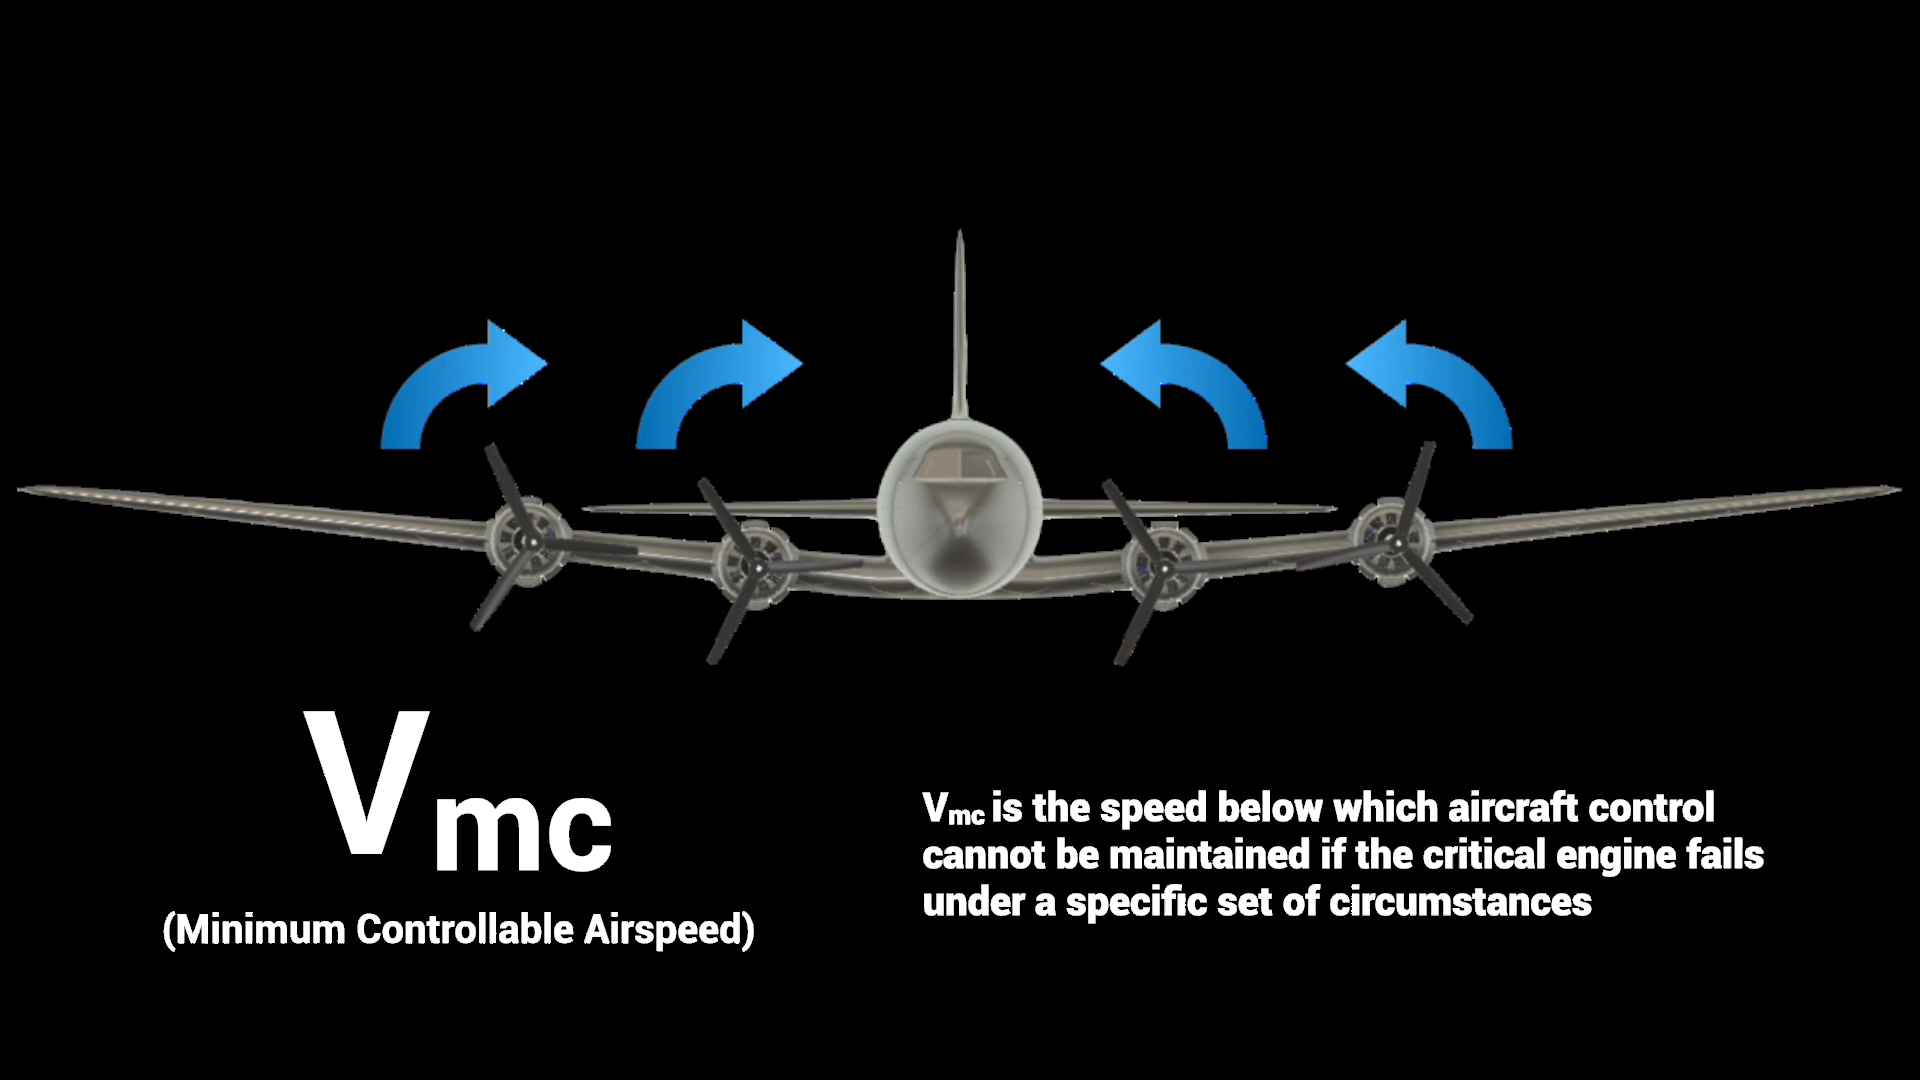 Vmc
(Minimum Controllable Airspeed)
Vmc is the speed below which aircraft control
cannot be maintained if the critical engine fails
under a specific set of circumstances